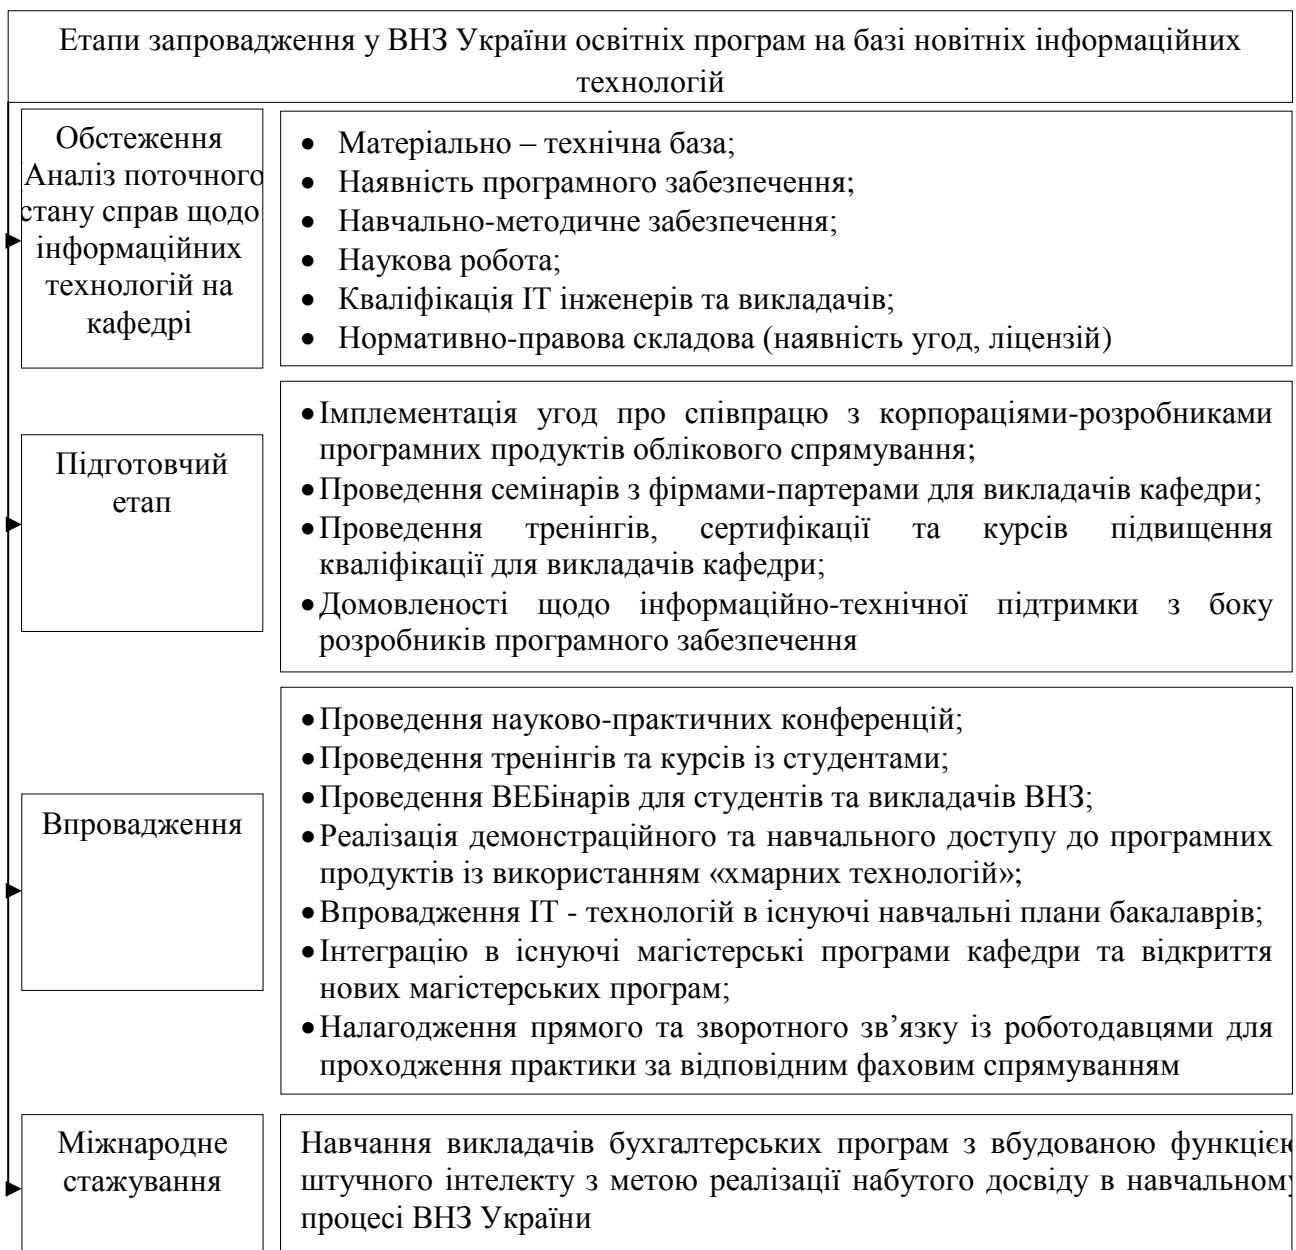 Етапи запровадження у ВНЗ України освітніх програм на базі новітніх інформаційних
технологій
Обстеження
Аналіз поточного
стану справ щодо
інформаційних
технологій на
кафедрі
• Матеріально – технічна база;
• Наявність програмного забезпечення;
• Навчально-методичне забезпечення;
• Наукова робота;
• Кваліфікація ІТ інженерів та викладачів;
• Нормативно-правова складова (наявність угод, ліцензій)
Підготовчий
етап
• Імплементація угод про співпрацю з корпораціями-розробниками
програмних продуктів облікового спрямування;
• Проведення семінарів з фірмами-партерами для викладачів кафедри;
• Проведення тренінгів, сертифікації та курсів підвищення
кваліфікації для викладачів кафедри;
• Домовленості щодо інформаційно-технічної підтримки з боку
розробників програмного забезпечення
Впровадження
• Проведення науково-практичних конференцій;
• Проведення тренінгів та курсів із студентами;
• Проведення ВЕБінарів для студентів та викладачів ВНЗ;
• Реалізація демонстраційного та навчального доступу до програмних
продуктів із використанням «хмарних технологій»;
• Впровадження ІТ - технологій в існуючі навчальні плани бакалаврів;
• Інтеграцію в існуючі магістерські програми кафедри та відкриття
нових магістерських програм;
• Налагодження прямого та зворотного зв’язку із роботодавцями для
проходження практики за відповідним фаховим спрямуванням
Міжнародне
стажування
Навчання викладачів бухгалтерських програм з вбудованою функцією
штучного інтелекту з метою реалізації набутого досвіду в навчальному
процесі ВНЗ України